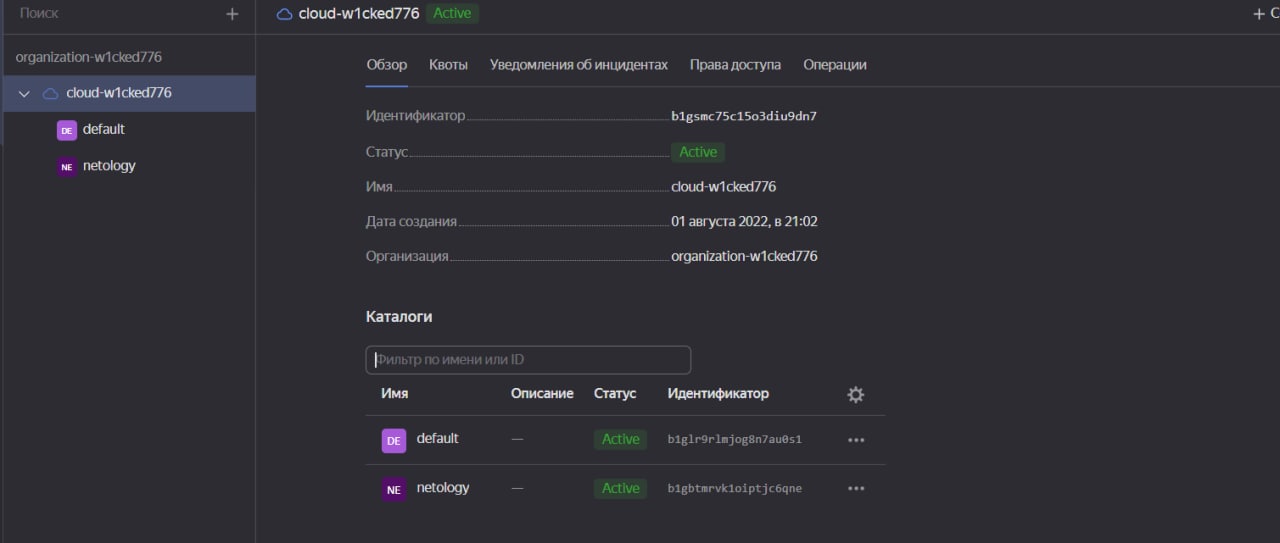 Поиск
cloud-w1cked776 Active
organization-w1cked776
cloud-w1cked776
DE default
NE netology
Обзор Квоты Уведомления об инцидентах Права доступа Операции
Идентификатор b1gsmc75c15o3diu9dn7
Статус Active
Имя cloud-w1cked776
Дата создания 01 августа 2022, в 21:02
Организация organization-w1cked776
Каталоги
Фильтр по имени или ID
Имя Описание Статус Идентификатор
DE default — Active b1glr9rlmjog8n7au0s1
NE netology — Active b1gbtmrvk1oiptjc6qne